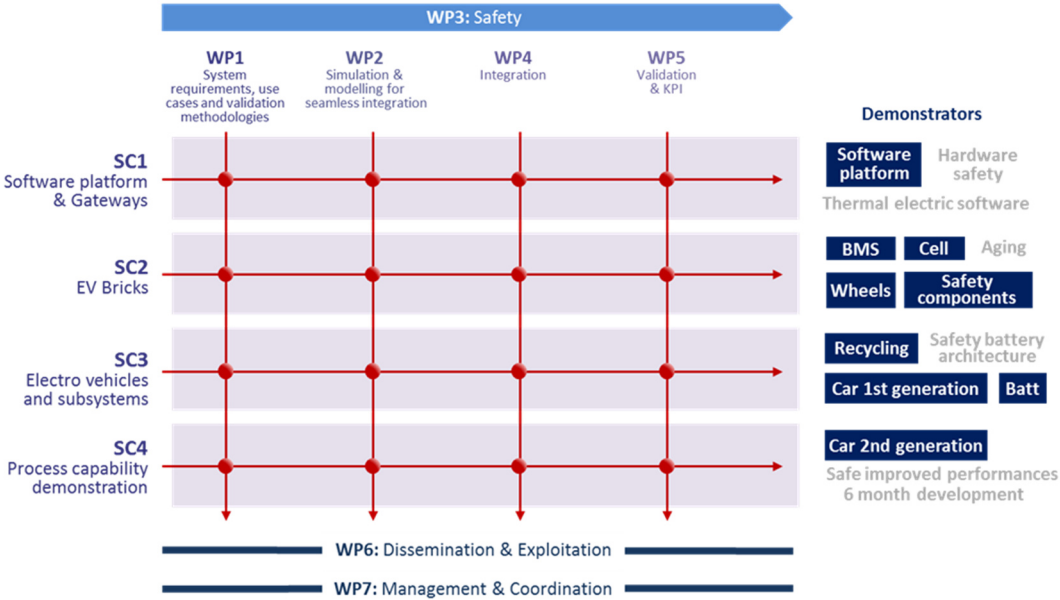 WP3: Safety
WP1
System
requirements, use
cases and validation
methodologies
WP2
Simulation &
modelling for
seamless integration
WP4
Integration
WP5
Validation
& KPI
Demonstrators
SC1
Software platform
& Gateways
Software
platform
Hardware
safety
Thermal electric software
SC2
EV Bricks
BMS
Cell
Aging
Wheels
Safety
components
SC3
Electro vehicles
and subsystems
Recycling
Safety battery
architecture
Car 1st generation
Batt
SC4
Process capability
demonstration
Car 2nd generation
Safe improved performances
6 month development
WP6: Dissemination & Exploitation
WP7: Management & Coordination